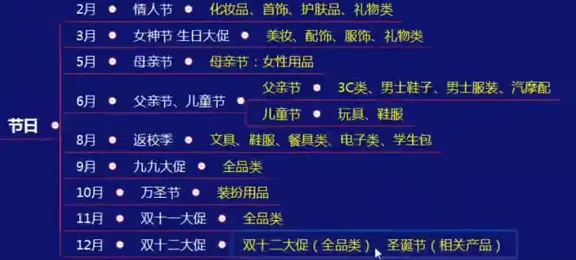 2月 情人节 化妆品、首饰、护肤品、礼物类
3月 女神节 生日大促 美妆、配饰、服饰、礼物类
5月 母亲节 母亲节：女性用品
父亲节 3C类、男士鞋子、男士服装、汽摩配
6月 父亲节、儿童节
儿童节 玩具、鞋服
节日
8月 返校季 文具、鞋服、餐具类、电子类、学生包
9月 九九大促 全品类
10月 万圣节 装扮用品
11月 双十一大促 全品类
12月 双十二大促 双十二大促（全品类）、圣诞节（相关产品）